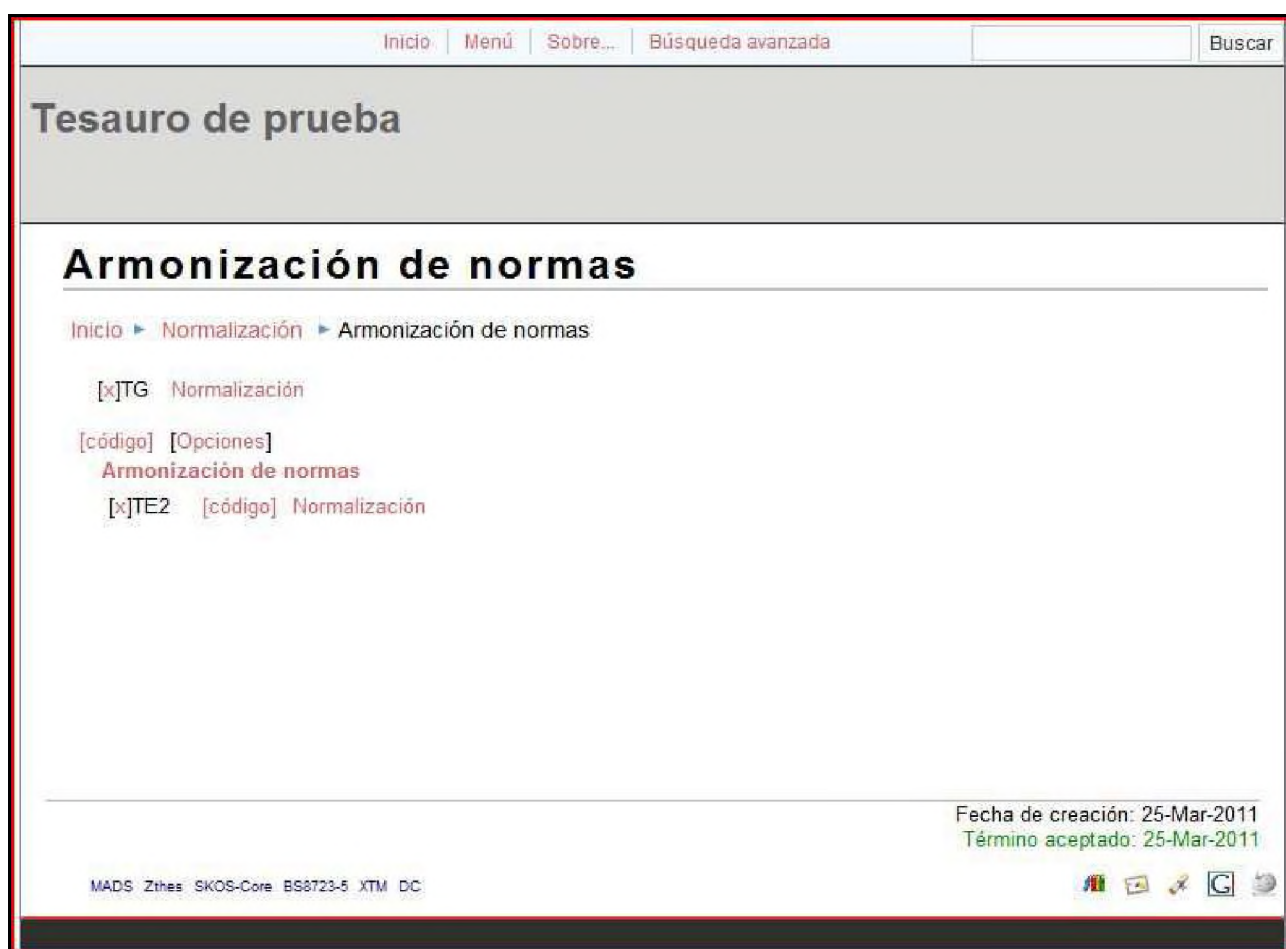 Inicio | Menú | Sobre... | Búsqueda avanzada Buscar
Tesauro de prueba
Armonización de normas
Inicio ► Normalización ► Armonización de normas
[x]TG Normalización
[código] [Opciones]
Armonización de normas
[x]TE2 [código] Normalización
Fecha de creación: 25-Mar-2011
Término aceptado: 25-Mar-2011
MADS Zthes SKOS-Core BS8723-5 XTM DC G